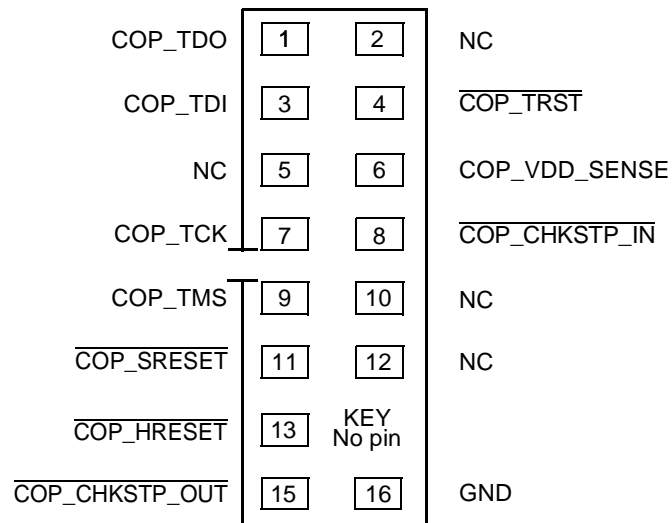 COP_TDO 1 2 NC
COP_TDI 3 4 COP_TRST
NC 5 6 COP_VDD_SENSE
COP_TCK 7 8 COP_CHKSTP_IN
COP_TMS 9 10 NC
COP_SRESET 11 12 NC
COP_HRESET 13 KEY
No pin
COP_CHKSTP_OUT 15 16 GND